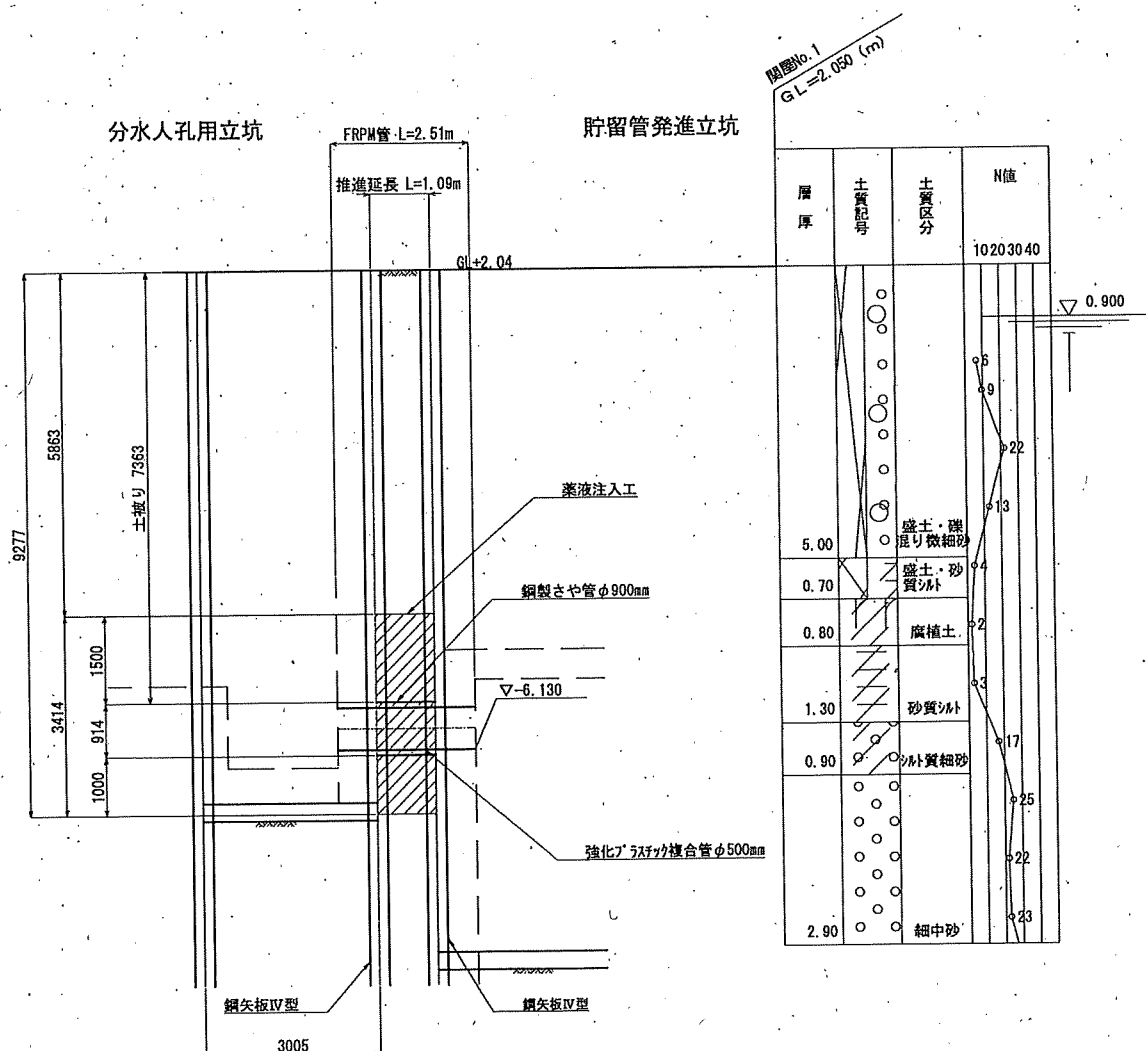 関屋No.1
GL=2.050 (m)
分水人孔用立坑
FRPM管 L=2.51m
貯留管発進立坑
推進延長 L=1.09m
GL+2.04
層厚
土質記号
土質区分
N値
10 20 30 40
0.900
5863
9277
土被り 7363
3414
1500
914
1000
薬液注入工
鋼製さや管φ900mm
▽-6.130
強化プラスチック複合管φ500mm
鋼矢板Ⅳ型
鋼矢板Ⅳ型
3005
6
9
22
13
5.00
盛土・礫
混り微細砂
4
0.70
盛土・砂
質シルト
2
0.80
腐植土
3
1.30
砂質シルト
17
0.90
シルト質細砂
25
22
23
2.90
細中砂